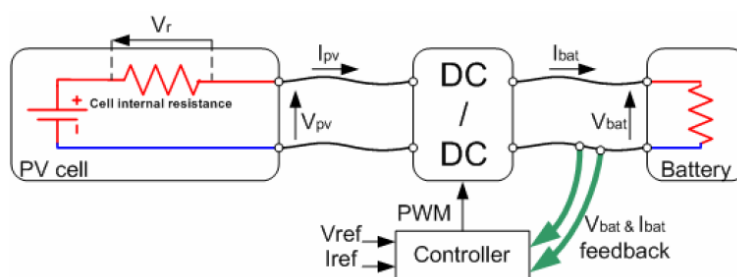 Vr
Ipv
Ibat
DC
/
DC
+
-
Cell internal resistance
Vpv
Vbat
PV cell
Battery
PWM
Vref
Iref
Controller
Vbat & Ibat
feedback